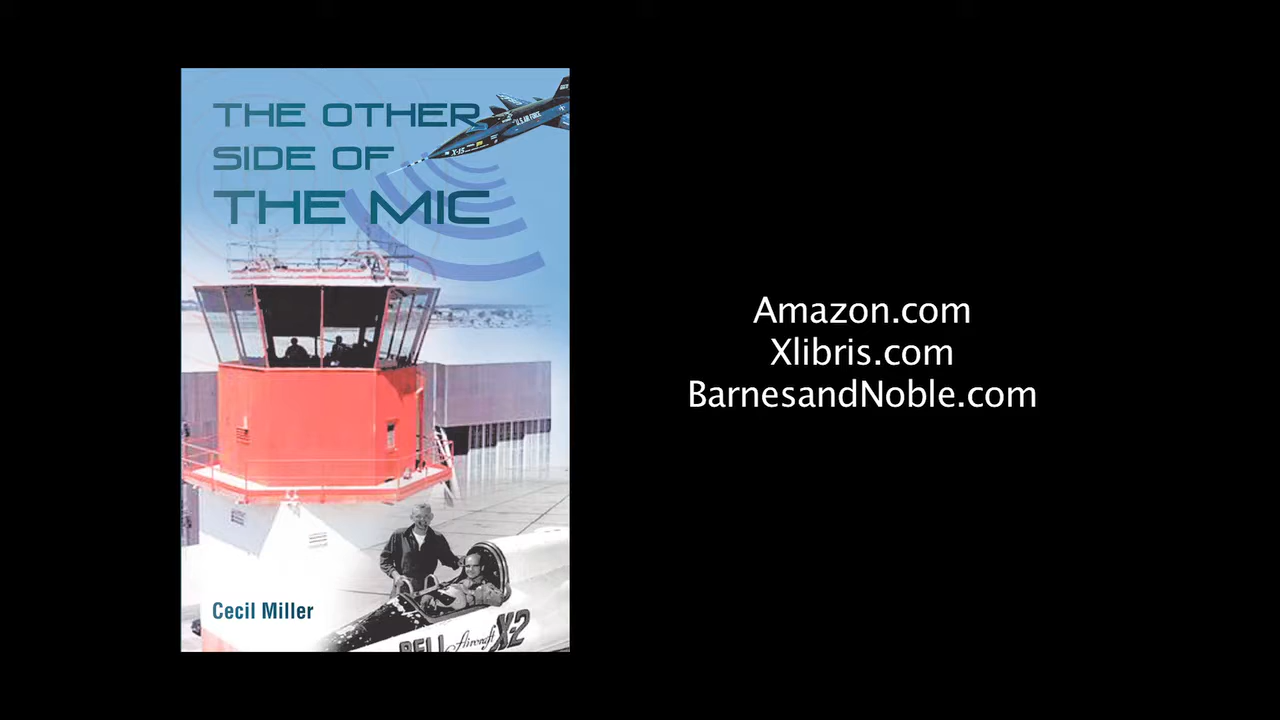 THE OTHER
SIDE OF
THE MIC
U.S. AIR FORCE
X-15
Amazon.com
Xlibris.com
BarnesandNoble.com
Cecil Miller
BELL Aircraft X-2